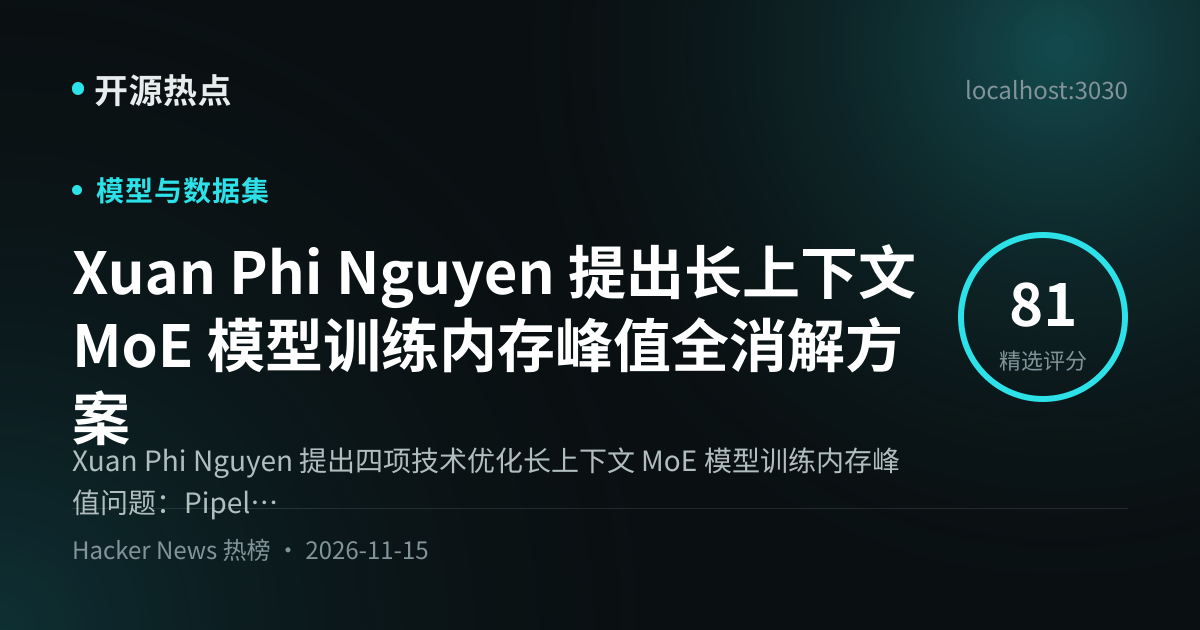 开源热点
localhost:3030
模型与数据集
Xuan Phi Nguyen 提出长上下文
MoE 模型训练内存峰值全消解方
案
81
精选评分
Xuan Phi Nguyen 提出四项技术优化长上下文 MoE 模型训练内存峰
值问题：Pipel…
Hacker News 热榜 · 2026-11-15